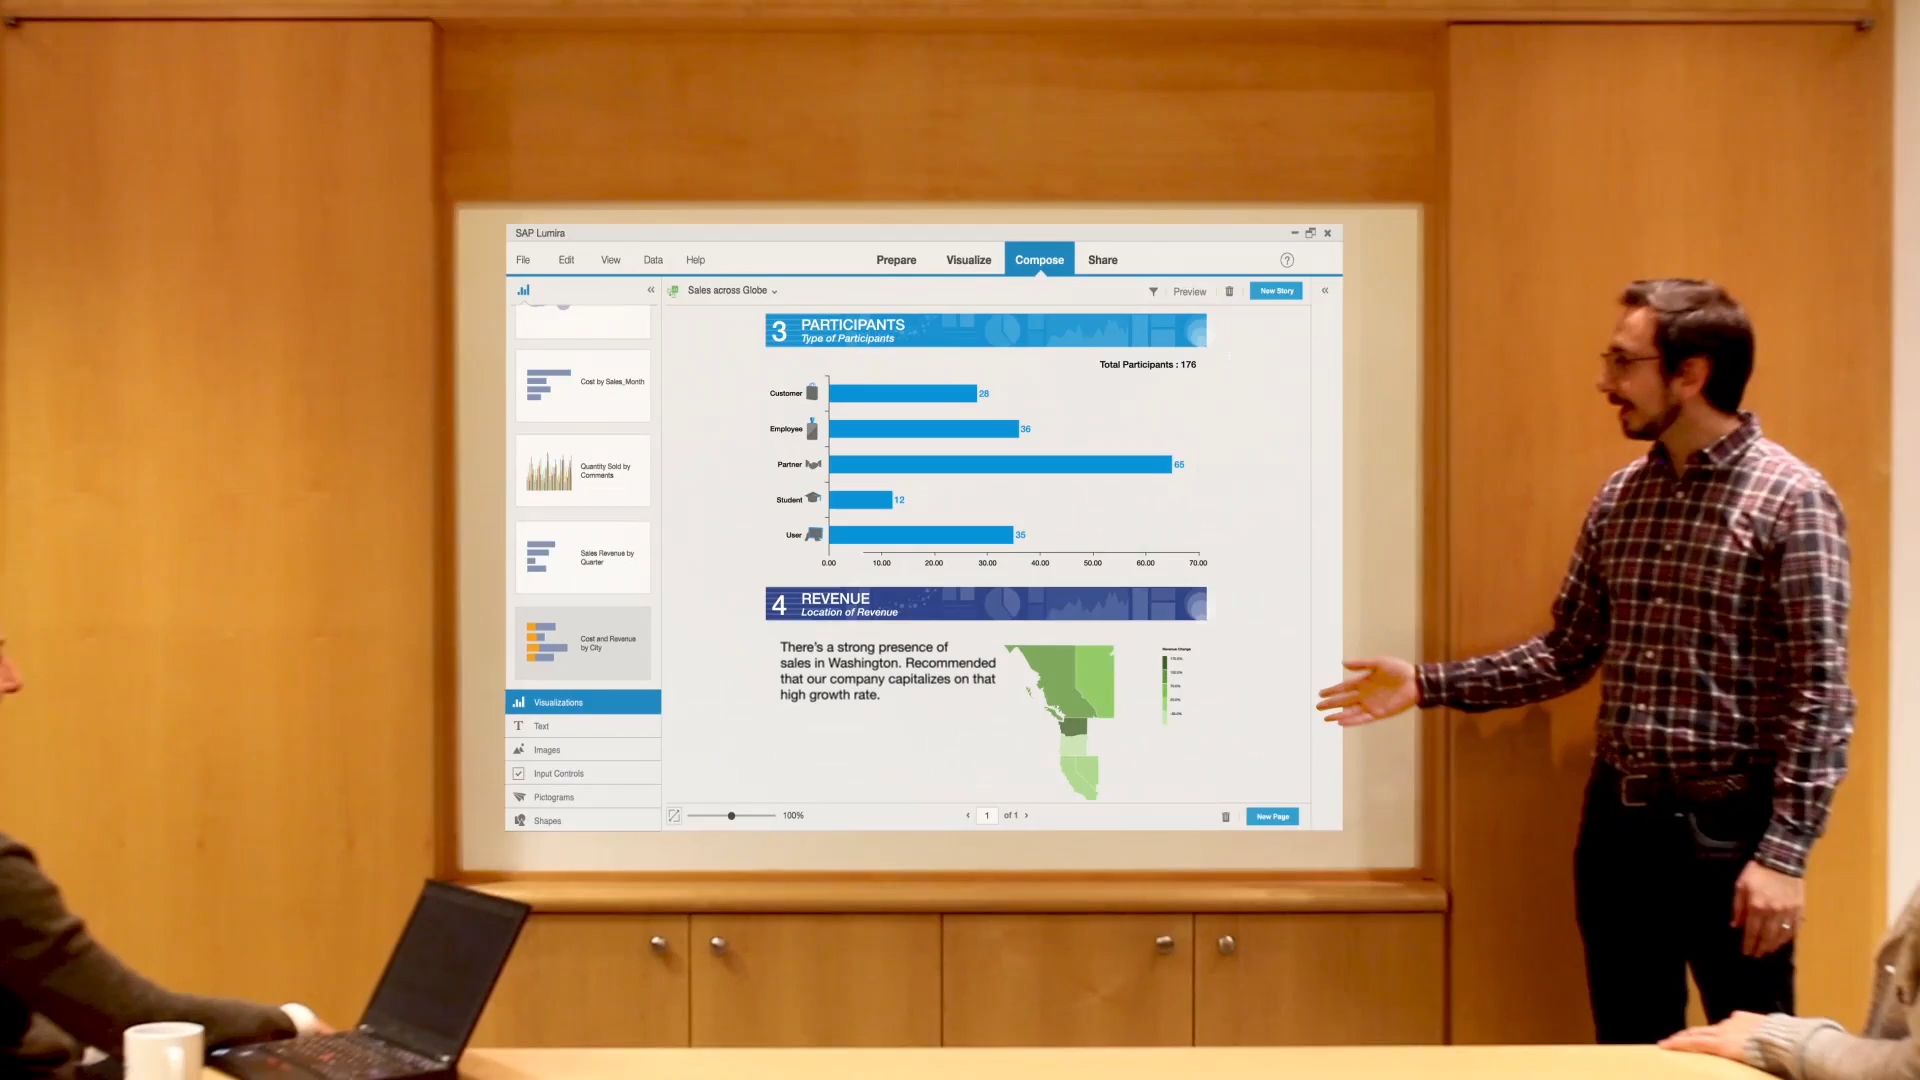 SAP Lumira
File Edit View Data Help
Prepare Visualize Compose Share
?
Sales across Globe
Preview
New Story
Cost by Sales_Month
Quantity Sold by
Comments
Sales Revenue by
Quarter
Cost and Revenue
by City
Visualizations
Text
Images
Input Controls
Pictograms
Shapes
3 PARTICIPANTS
Type of Participants
Total Participants : 176
Customer 28
Employee 36
Partner 65
Student 12
User 35
0.00 10.00 20.00 30.00 40.00 50.00 60.00 70.00
4 REVENUE
Location of Revenue
There's a strong presence of
sales in Washington. Recommended
that our company capitalizes on that
high growth rate.
Revenue Change
100%
1 of 1
New Page